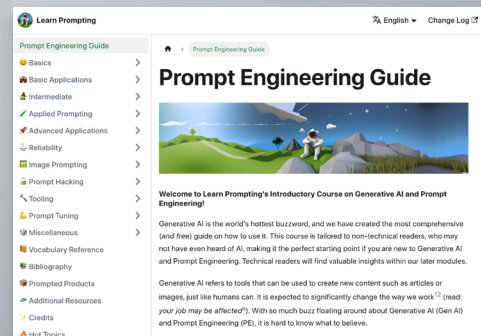 Learn Prompting
English
Change Log
Prompt Engineering Guide
Basics
Basic Applications
Intermediate
Applied Prompting
Advanced Applications
Reliability
Image Prompting
Prompt Hacking
Tooling
Prompt Tuning
Miscellaneous
Vocabulary Reference
Bibliography
Prompted Products
Additional Resources
Credits
Hot Topics
Prompt Engineering Guide
Prompt Engineering Guide
Welcome to Learn Prompting's Introductory Course on Generative AI and Prompt
Engineering!
Generative AI is the world's hottest buzzword, and we have created the most comprehensive
(and free) guide on how to use it. This course is tailored to non-technical readers, who may
not have even heard of AI, making it the perfect starting point if you are new to Generative AI
and Prompt Engineering. Technical readers will find valuable insights within our later modules.
Generative AI refers to tools that can be used to create new content such as articles or
images, just like humans can. It is expected to significantly change the way we work12 (read:
your job may be affected6). With so much buzz floating around about Generative AI (Gen AI)
and Prompt Engineering (PE), it is hard to know what to believe.